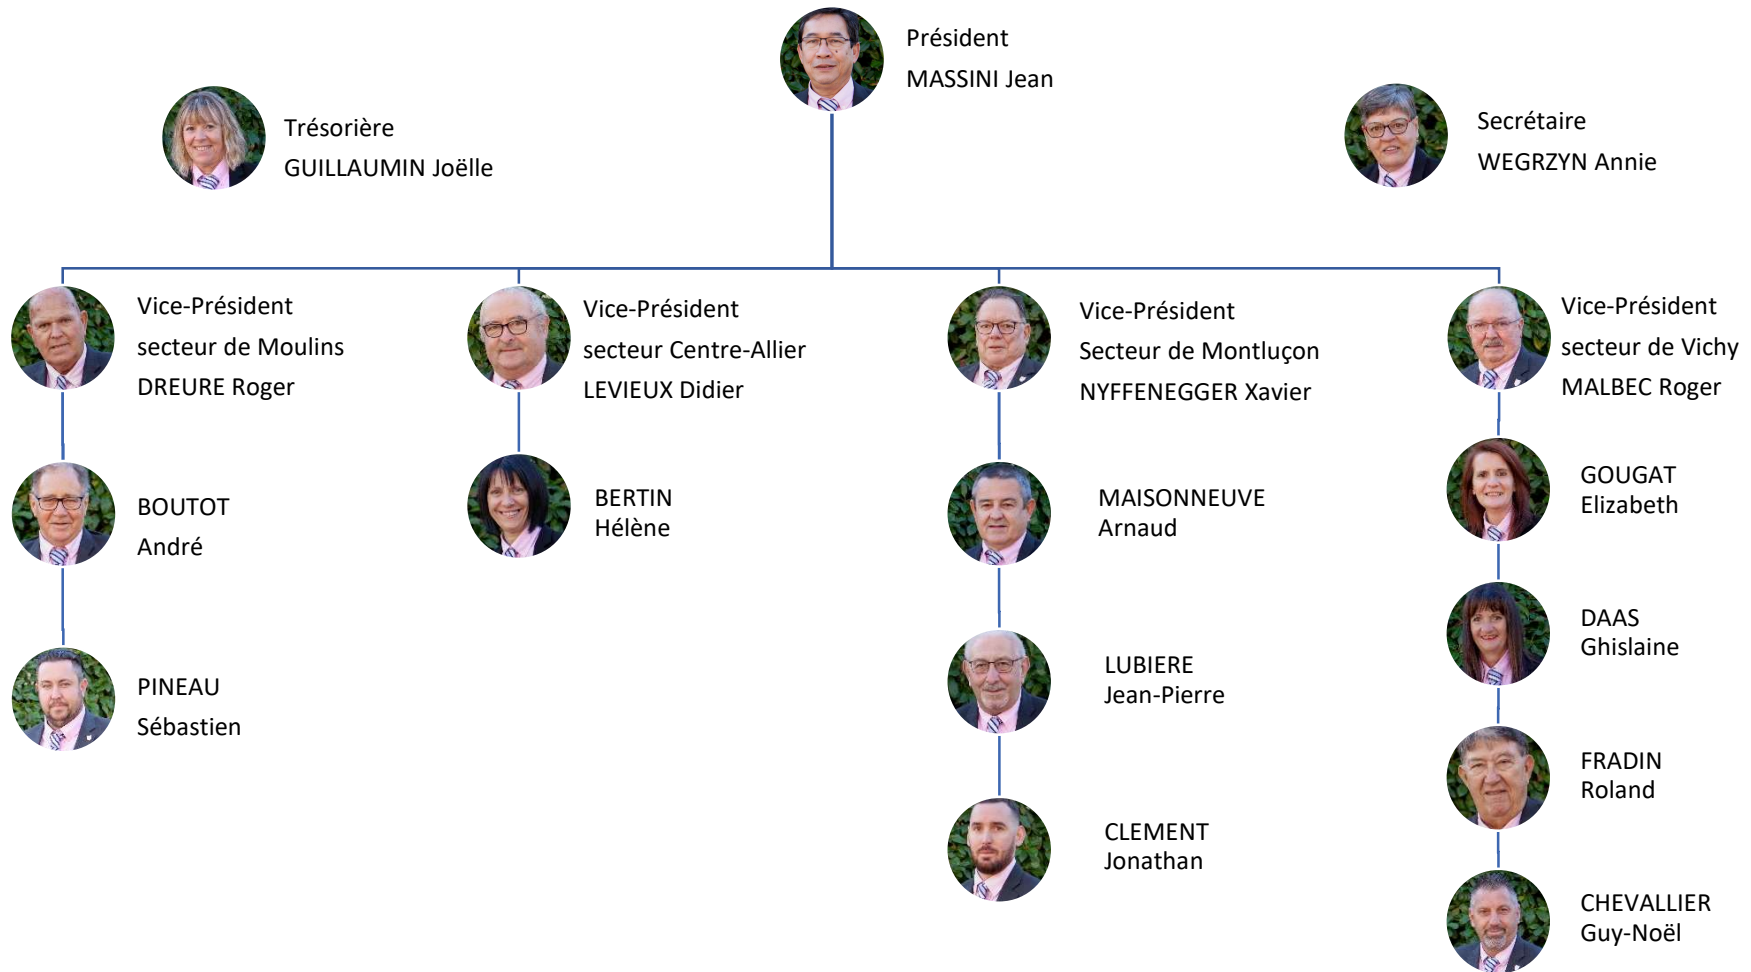 Président
MASSINI Jean
Trésorière
GUILLAUMIN Joëlle
Secrétaire
WEGRZYN Annie
Vice-Président
secteur de Moulins
DREURE Roger
Vice-Président
secteur Centre-Allier
LEVIEUX Didier
Vice-Président
Secteur de Montluçon
NYFFENEGGER Xavier
Vice-Président
secteur de Vichy
MALBEC Roger
BOUTOT
André
BERTIN
Hélène
MAISONNEUVE
Arnaud
GOUGAT
Elizabeth
PINEAU
Sébastien
LUBIERE
Jean-Pierre
DAAS
Ghislaine
CLEMENT
Jonathan
FRADIN
Roland
CHEVALLIER
Guy-Noël